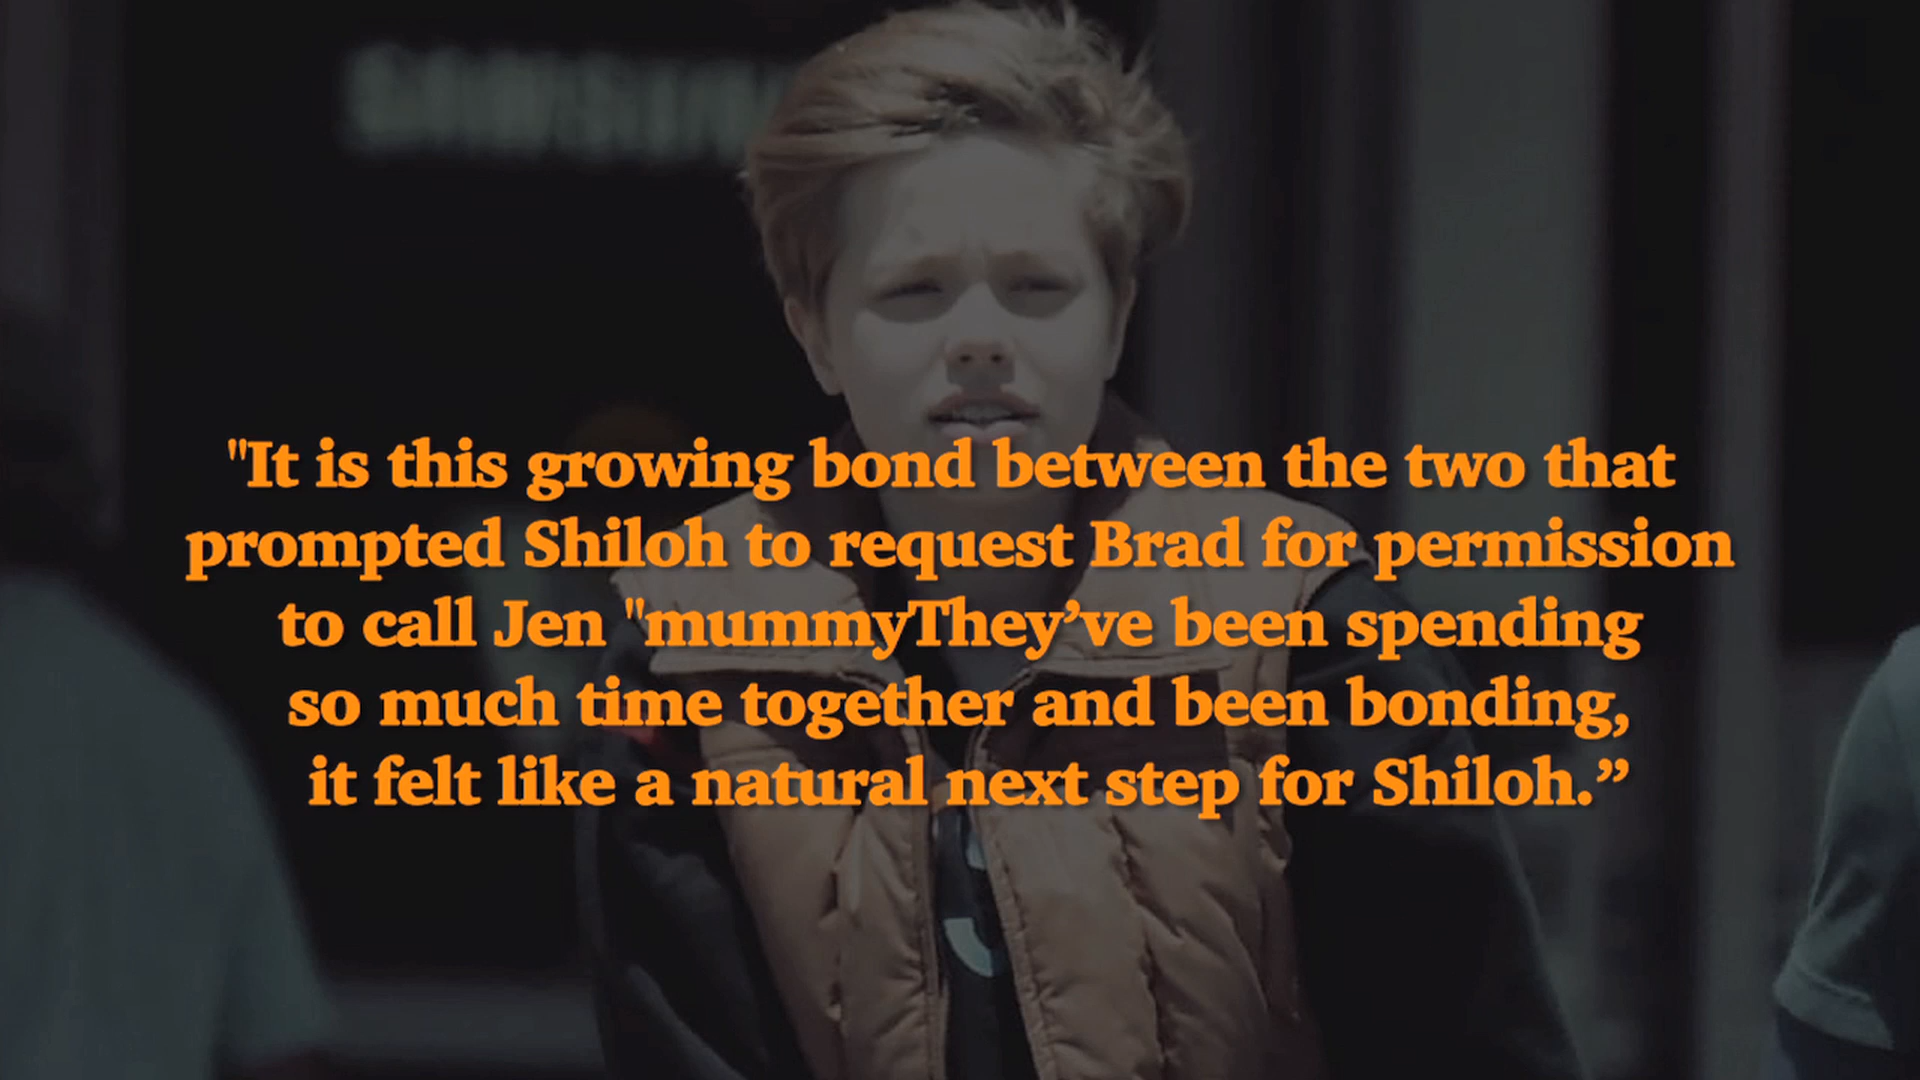 "It is this growing bond between the two that
prompted Shiloh to request Brad for permission
to call Jen "mummyThey’ve been spending
so much time together and been bonding,
it felt like a natural next step for Shiloh.”